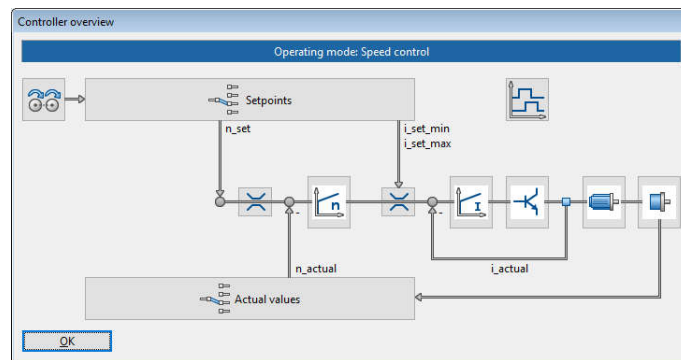 Controller overview
Operating mode: Speed control
Setpoints
n_set
i_set_min
i_set_max
-
n
-
I
n_actual
i_actual
Actual values
OK